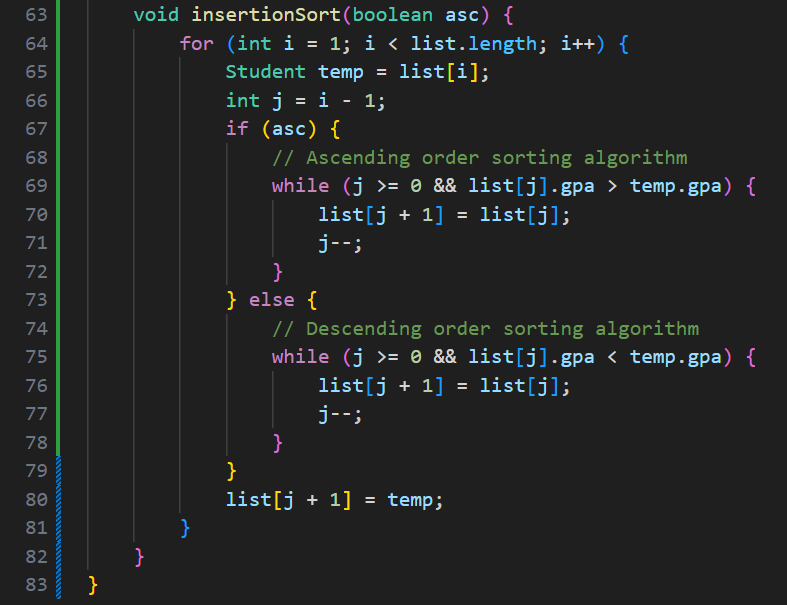 63 void insertionSort(boolean asc) {
64 for (int i = 1; i < list.length; i++) {
65 Student temp = list[i];
66 int j = i - 1;
67 if (asc) {
68 // Ascending order sorting algorithm
69 while (j >= 0 && list[j].gpa > temp.gpa) {
70 list[j + 1] = list[j];
71 j--;
72 }
73 } else {
74 // Descending order sorting algorithm
75 while (j >= 0 && list[j].gpa < temp.gpa) {
76 list[j + 1] = list[j];
77 j--;
78 }
79 }
80 list[j + 1] = temp;
81 }
82 }
83 }